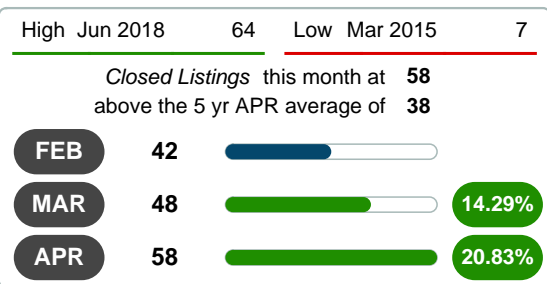 High Jun 2018 64 Low Mar 2015 7
Closed Listings this month at 58
above the 5 yr APR average of 38
FEB 42
MAR 48 14.29%
APR 58 20.83%